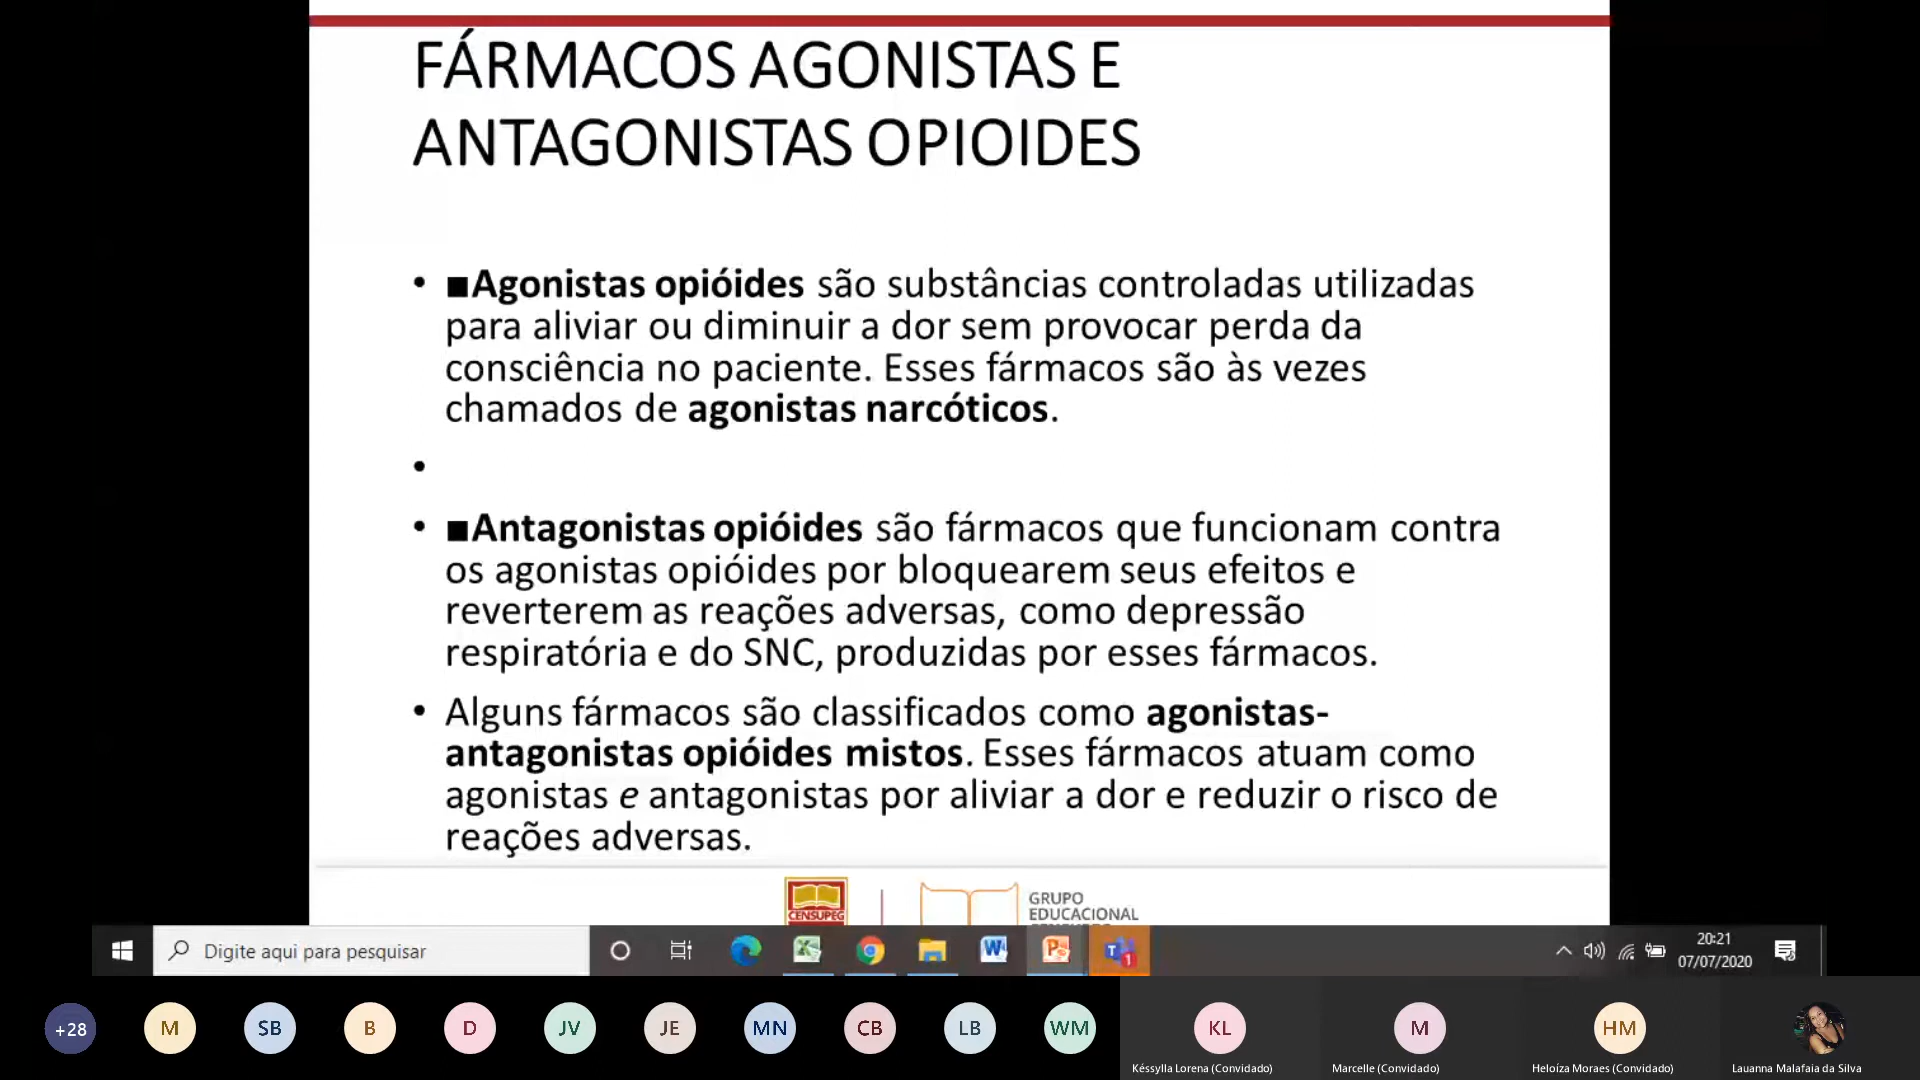 FÁRMACOS AGONISTAS E
ANTAGONISTAS OPIOIDES
• ■Agonistas opióides são substâncias controladas utilizadas
para aliviar ou diminuir a dor sem provocar perda da
consciência no paciente. Esses fármacos são às vezes
chamados de agonistas narcóticos.
•
• ■Antagonistas opióides são fármacos que funcionam contra
os agonistas opióides por bloquearem seus efeitos e
reverterem as reações adversas, como depressão
respiratória e do SNC, produzidas por esses fármacos.
• Alguns fármacos são classificados como agonistas-
antagonistas opióides mistos. Esses fármacos atuam como
agonistas e antagonistas por aliviar a dor e reduzir o risco de
reações adversas.
CENSUPEG
GRUPO
EDUCACIONAL
Digite aqui para pesquisar
20:21
07/07/2020
+28 M SB B D JV JE MN CB LB WM KL M HM
Késsylla Lorena (Convidado) Marcelle (Convidado) Heloíza Moraes (Convidado) Lauanna Malafaia da Silva